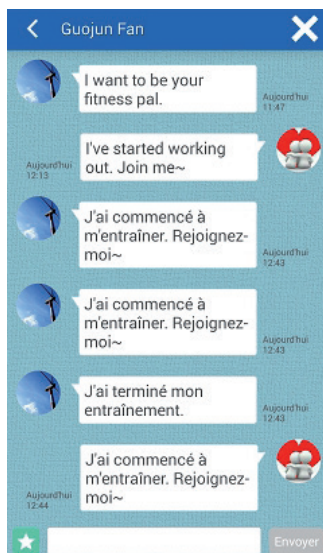 Guojun Fan
I want to be your
fitness pal.
Aujourd'hui
11:47
I've started working
out. Join me~
Aujourd'hui
12:13
J'ai commencé à
m'entraîner. Rejoignez-
moi~
Aujourd'hui
12:43
J'ai commencé à
m'entraîner. Rejoignez-
moi~
Aujourd'hui
12:43
J'ai terminé mon
entraînement.
Aujourd'hui
12:43
J'ai commencé à
m'entraîner. Rejoignez-
moi~
Aujourd'hui
12:44
Envoyer